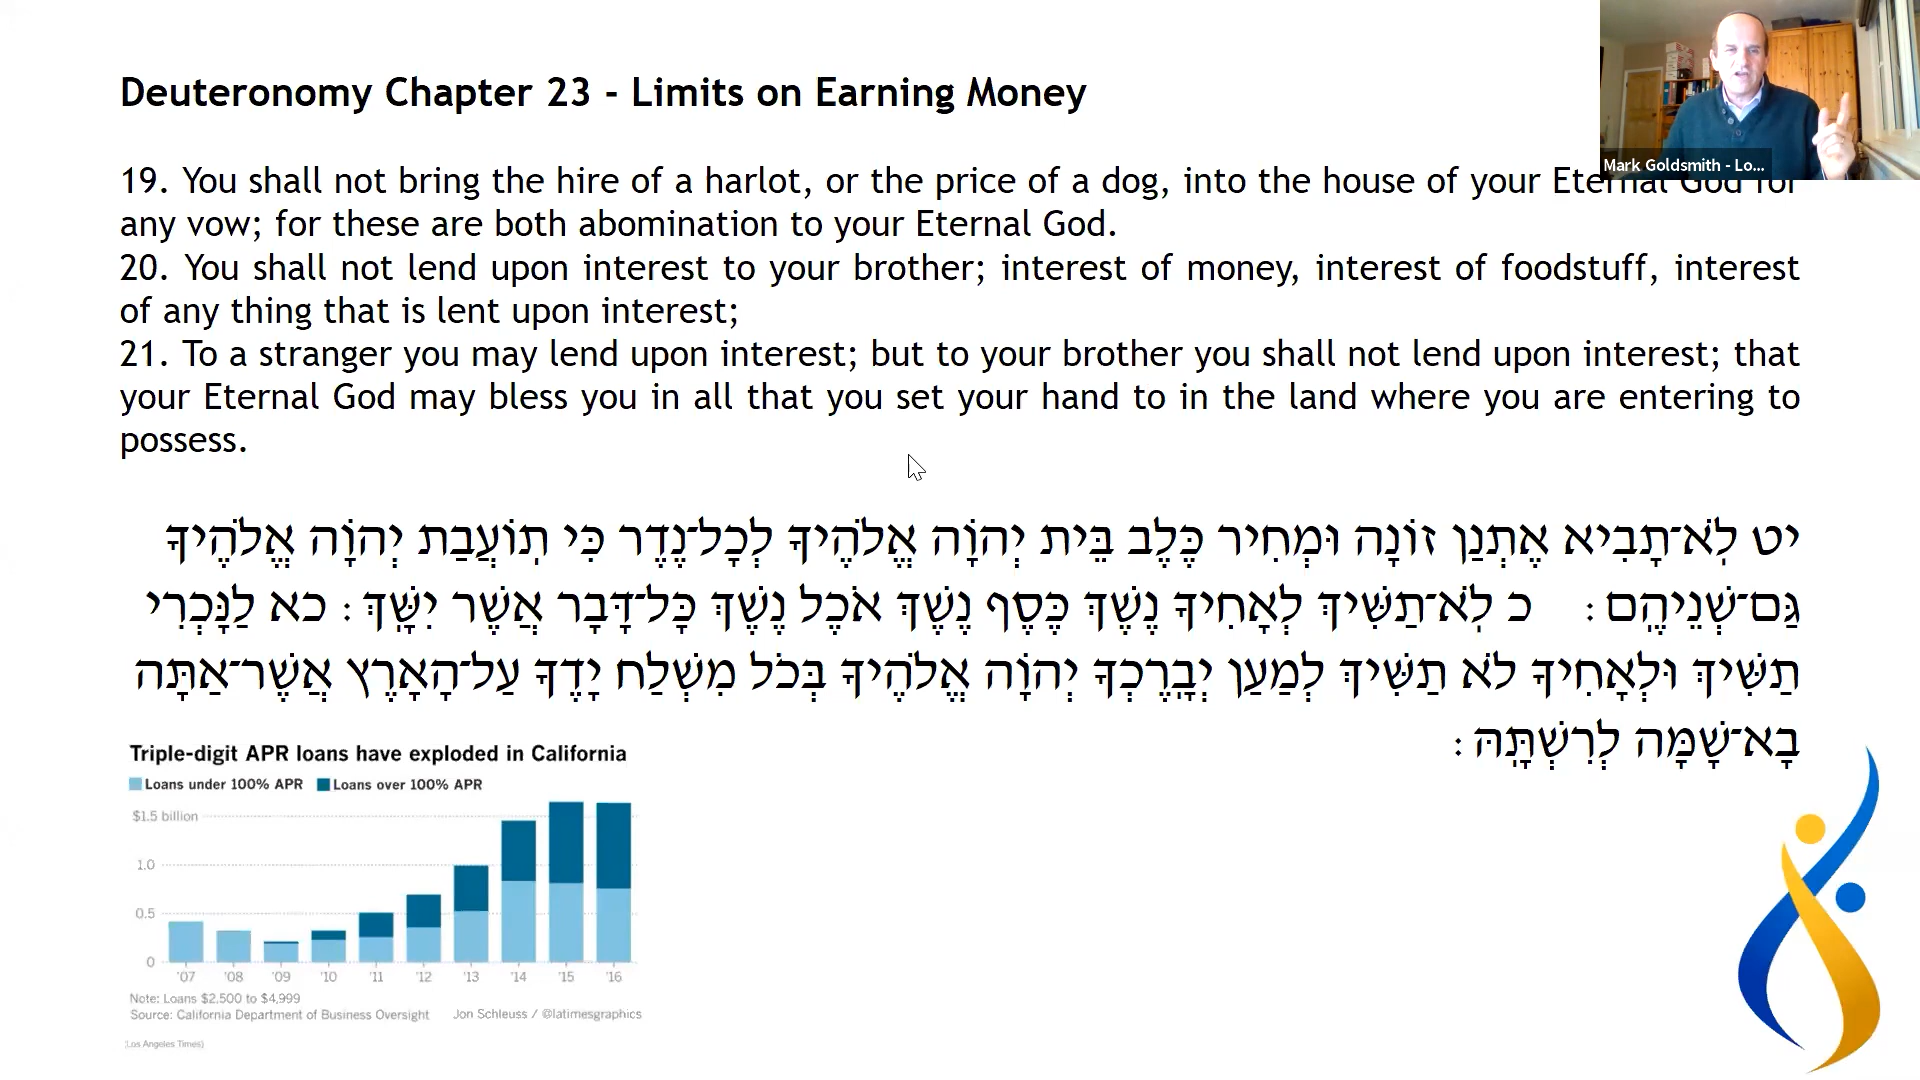 Deuteronomy Chapter 23 - Limits on Earning Money
Mark Goldsmith - Lo...
19. You shall not bring the hire of a harlot, or the price of a dog, into the house of your Eternal God for
any vow; for these are both abomination to your Eternal God.
20. You shall not lend upon interest to your brother; interest of money, interest of foodstuff, interest
of any thing that is lent upon interest;
21. To a stranger you may lend upon interest; but to your brother you shall not lend upon interest; that
your Eternal God may bless you in all that you set your hand to in the land where you are entering to
possess.
יט לֹֽא־תָבִיא אֶתְנַן זוֹנָה וּמְחִיר כֶּלֶב בֵּית יְהוָֹה אֱלֹהֶיךָ לְכָל־נֶדֶר כִּי תֽוֹעֲבַת יְהוָֹה אֱלֹהֶיךָ
גַּם־שְׁנֵיהֶֽם : כ לֹֽא־תַשִּׁיךְ לְאָחִיךָ נֶשֶׁךְ כֶּסֶף נֶשֶׁךְ אֹכֶל נֶשֶׁךְ כָּל־דָּבָר אֲשֶׁר יִשָּֽׁךְ : כא לַנָּכְרִי
תַשִּׁיךְ וּלְאָחִיךָ לֹא תַשִּׁיךְ לְמַעַן יְבָֽרֶכְךָ יְהוָֹה אֱלֹהֶיךָ בְּכֹל מִשְׁלַח יָדֶךָ עַל־הָאָרֶץ אֲשֶׁר־אַתָּה
בָא־שָׁמָּה לְרִשְׁתָּֽהּ :
Triple-digit APR loans have exploded in California
Loans under 100% APR Loans over 100% APR
$1.5 billion
1.0
0.5
0
'07 '08 '09 '10 '11 '12 '13 '14 '15 '16
Note: Loans $2,500 to $4,999
Source: California Department of Business Oversight Jon Schleuss / @latimesgraphics
(Los Angeles Times)